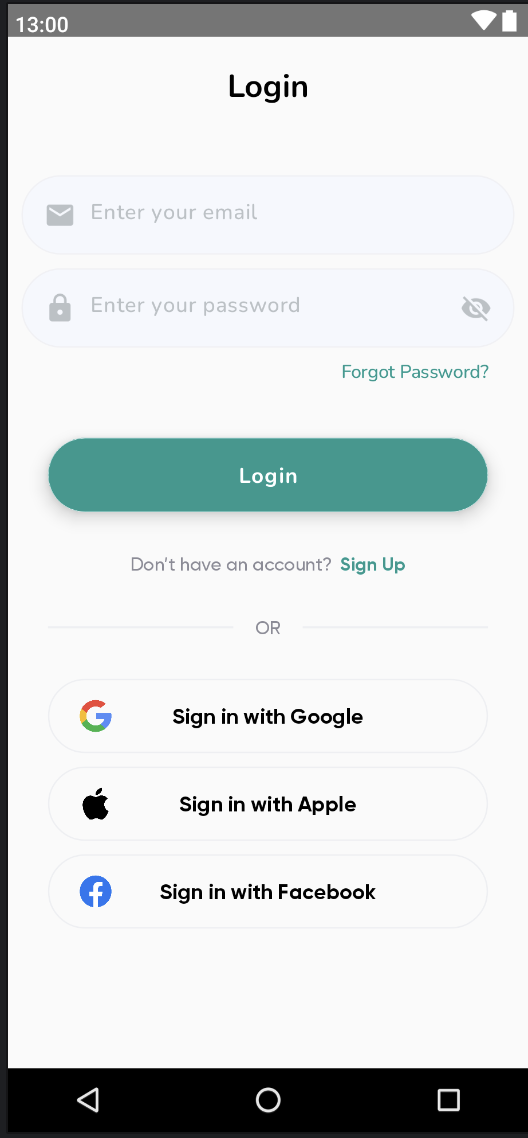 13:00
Login
Enter your email
Enter your password
Forgot Password?
Login
Don't have an account? Sign Up
OR
Sign in with Google
Sign in with Apple
Sign in with Facebook